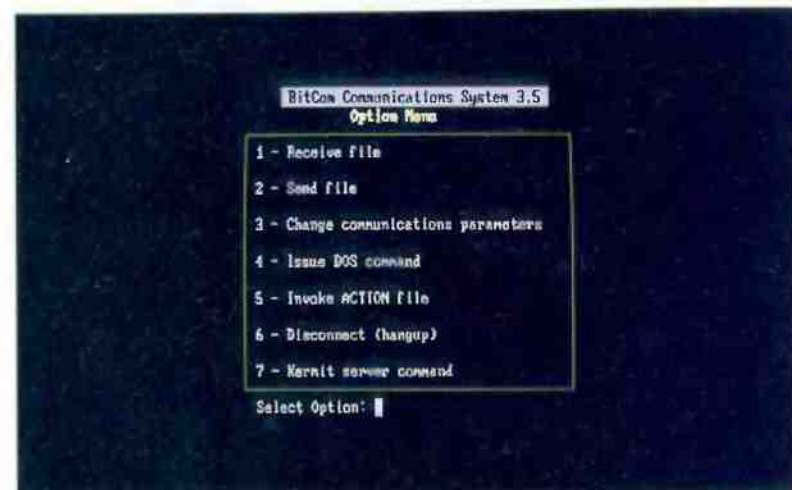 BitCom Communications System 3.5
Option Menu
1 - Receive file
2 - Send file
3 - Change communications parameters
4 - Issue DOS command
5 - Invoke ACTION file
6 - Disconnect (hangup)
7 - Kermit server command
Select Option: